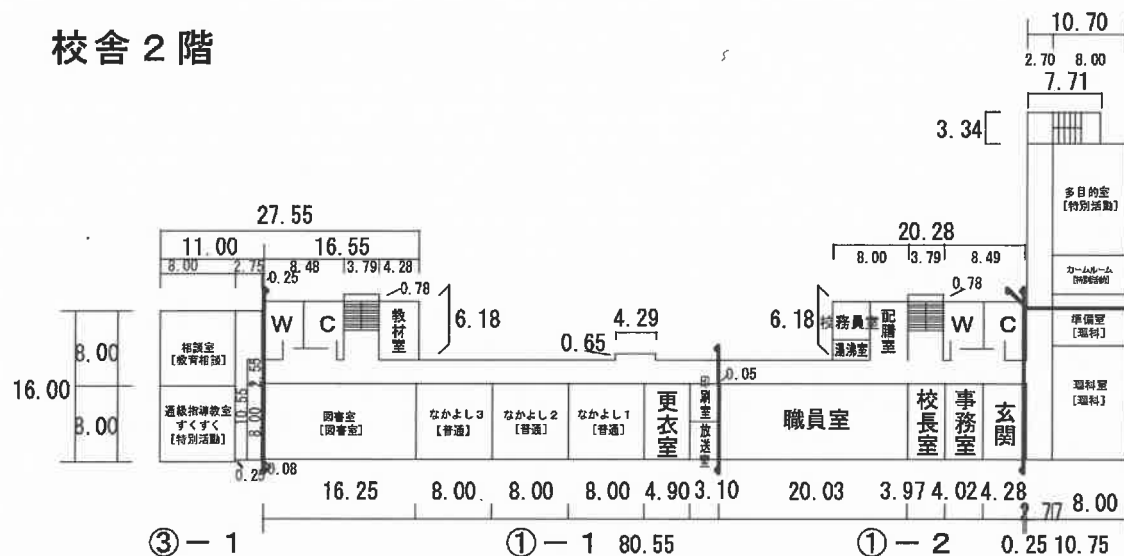 校舎２階
10.70
2.70 8.00
7.71
3.34
多目的室
[特別活動]
カームルーム
[特別活動]
準備室
[理科]
理科室
[理科]
27.55
11.00 16.55
8.00 2.75 8.48 3.79 4.28
0.25
0.78
6.18
4.29
0.65
20.28
8.00 3.79 8.49
0.78
6.18
W C
教材室
校務員室
湯沸室
配膳室
W C
16.00
8.00
8.00
相談室
[教育相談]
通級指導教室
すくすく
[特別活動]
2.55
10.55
8.00
0.25
0.08
0.05
図書室
[図書室]
なかよし３
[普通]
なかよし２
[普通]
なかよし１
[普通]
更衣室
印刷室
放送室
職員室
校長室
事務室
玄関
16.25 8.00 8.00 8.00 4.90 3.10 20.03 3.97 4.02 4.28
2.77 8.00
③－１ ①－１ 80.55 ①－２ 0.25 10.75